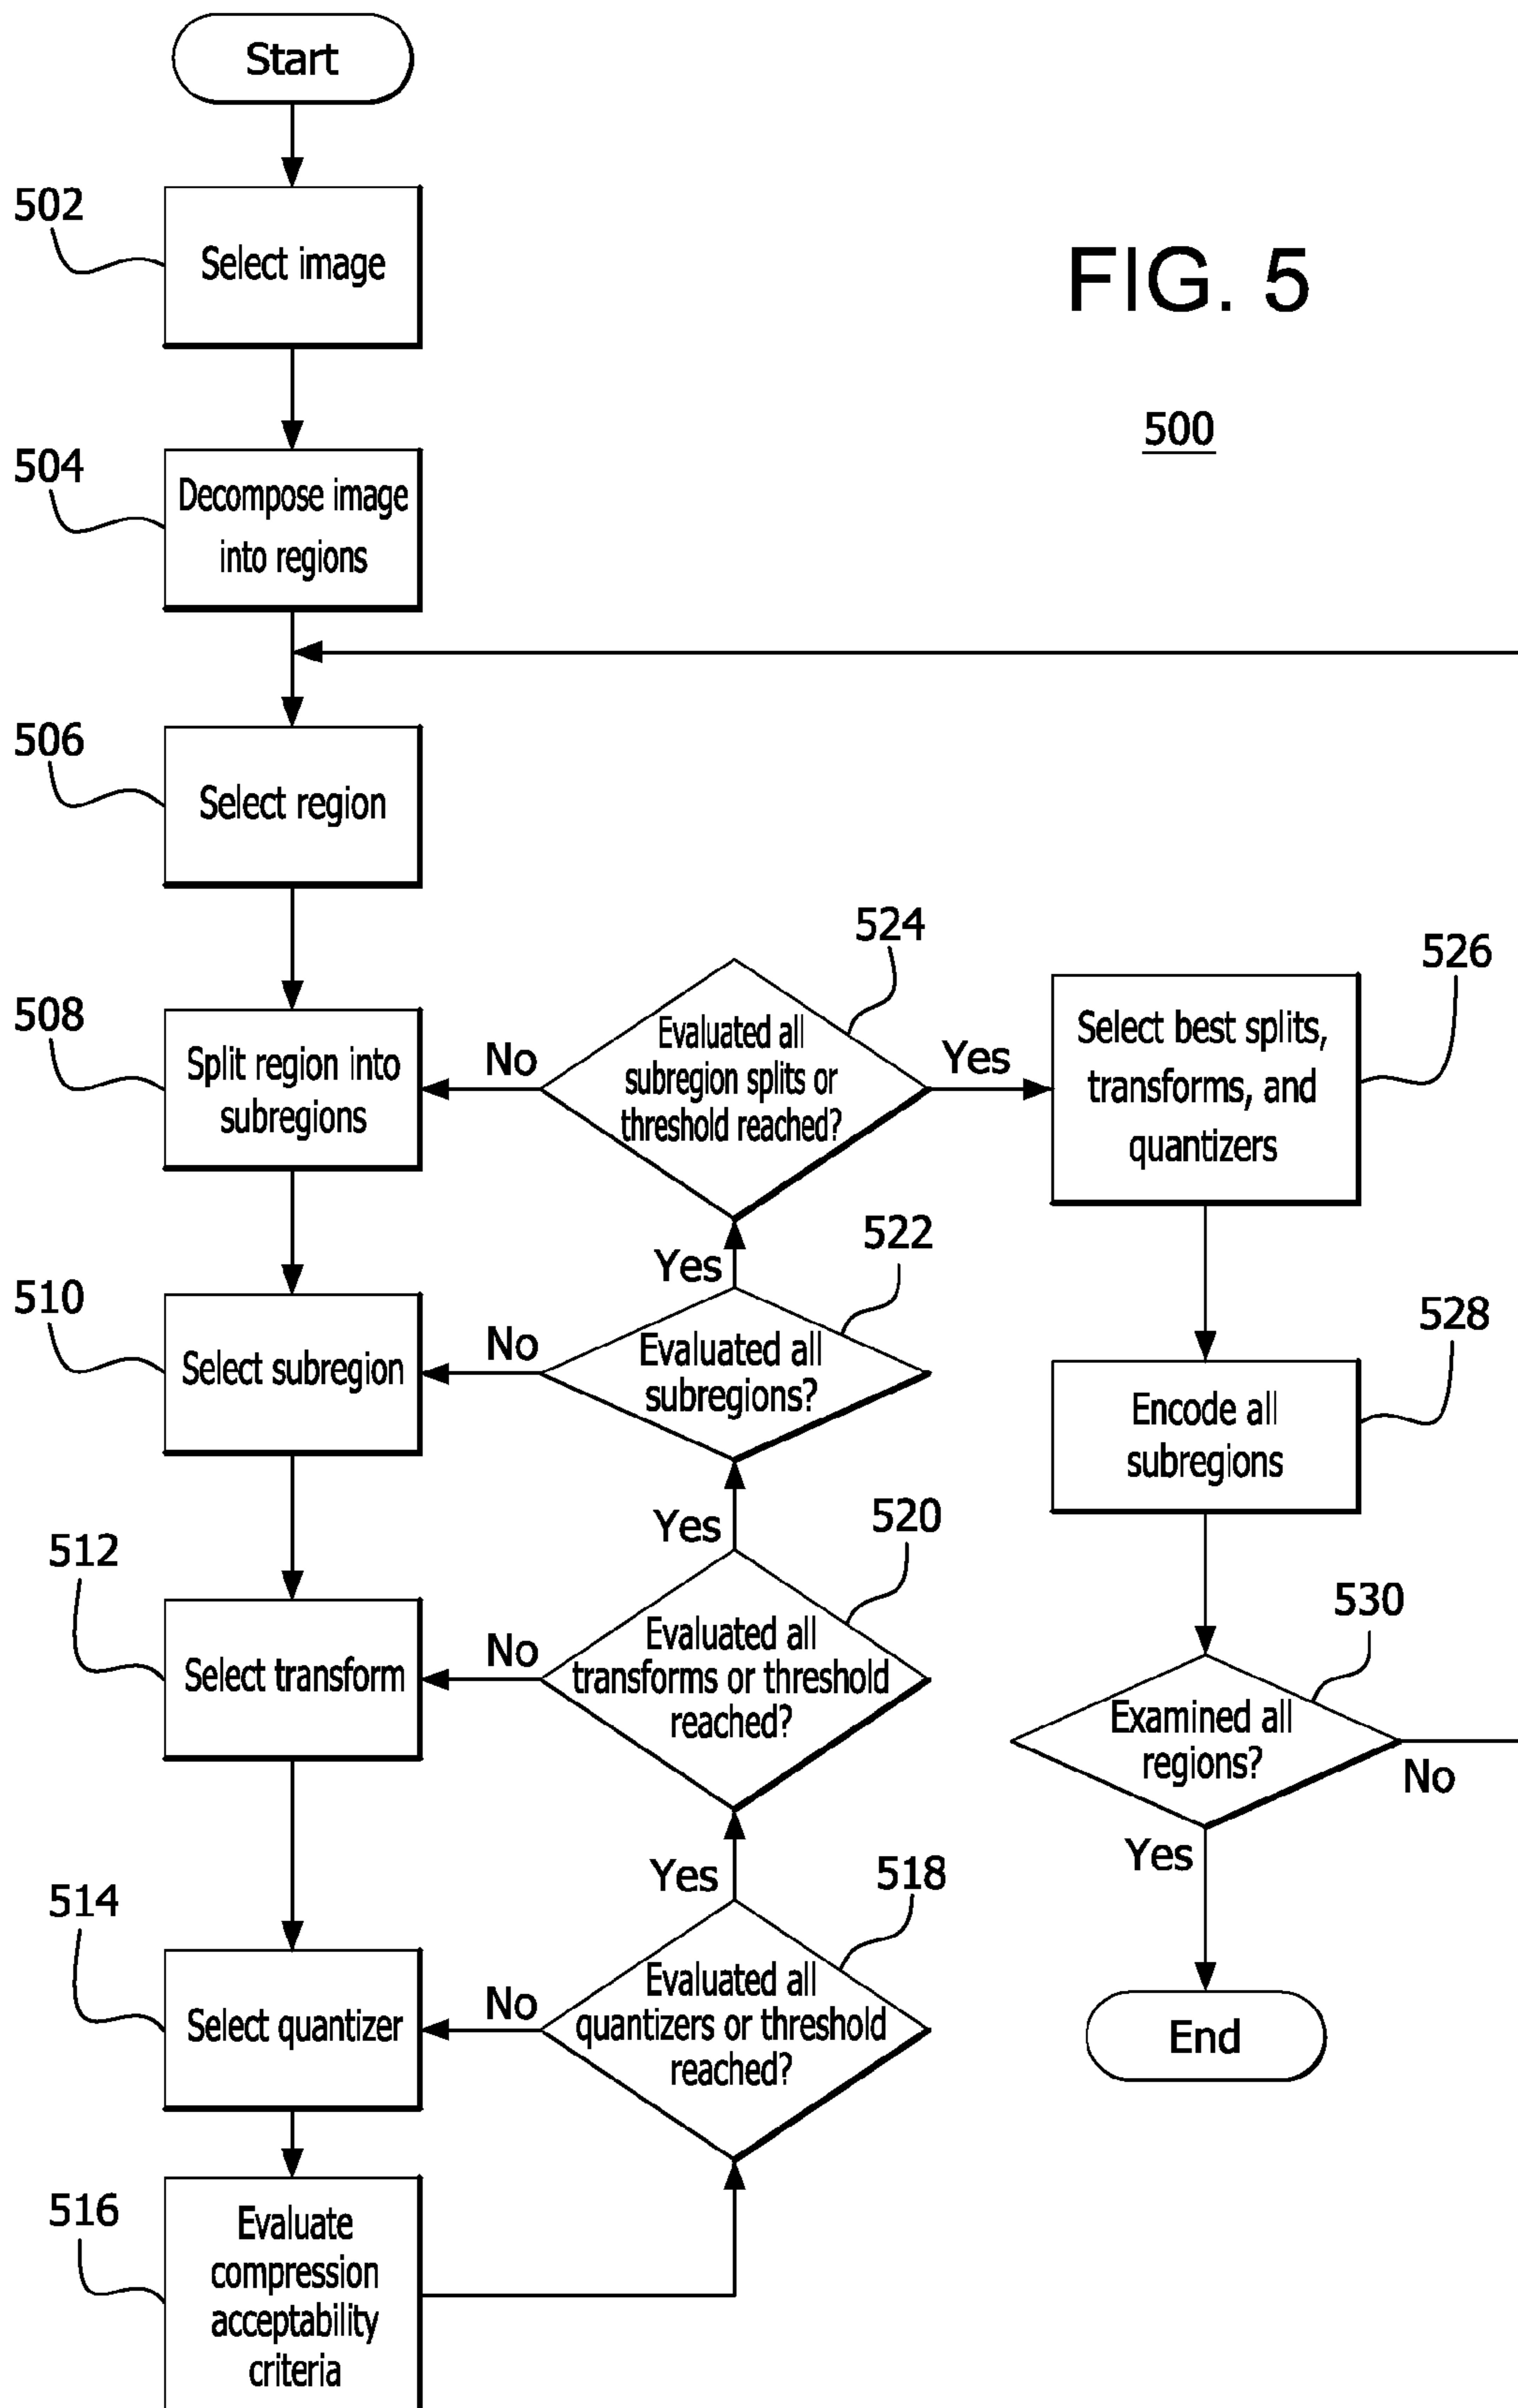 Start
502
Select image
FIG. 5
500
504
Decompose image
into regions
506
Select region
508
Split region into
subregions
No
524
Evaluated all
subregion splits or
threshold reached?
Yes
526
Select best splits,
transforms, and
quantizers
Yes
522
510
Select subregion
No
Evaluated all
subregions?
528
Encode all
subregions
Yes
520
512
Select transform
No
Evaluated all
transforms or threshold
reached?
530
Examined all
regions?
No
Yes
Yes
518
514
Select quantizer
No
Evaluated all
quantizers or threshold
reached?
End
516
Evaluate
compression
acceptability
criteria